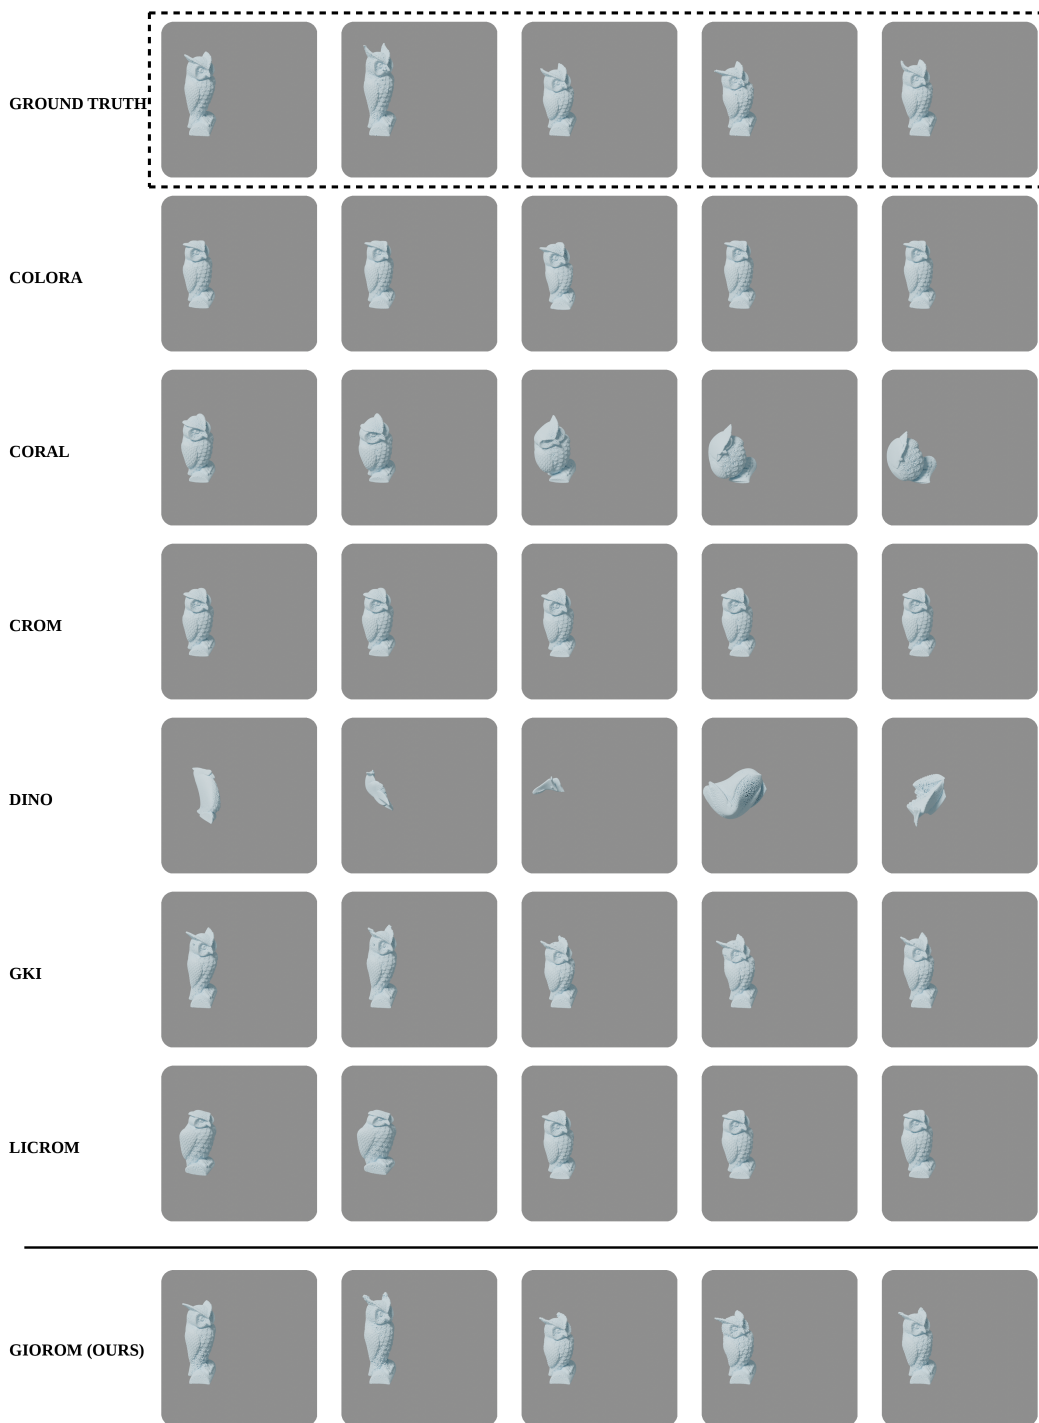 GROUND TRUTH
COLORA
CORAL
CROM
DINO
GKI
LICROM
GIOROM (OURS)